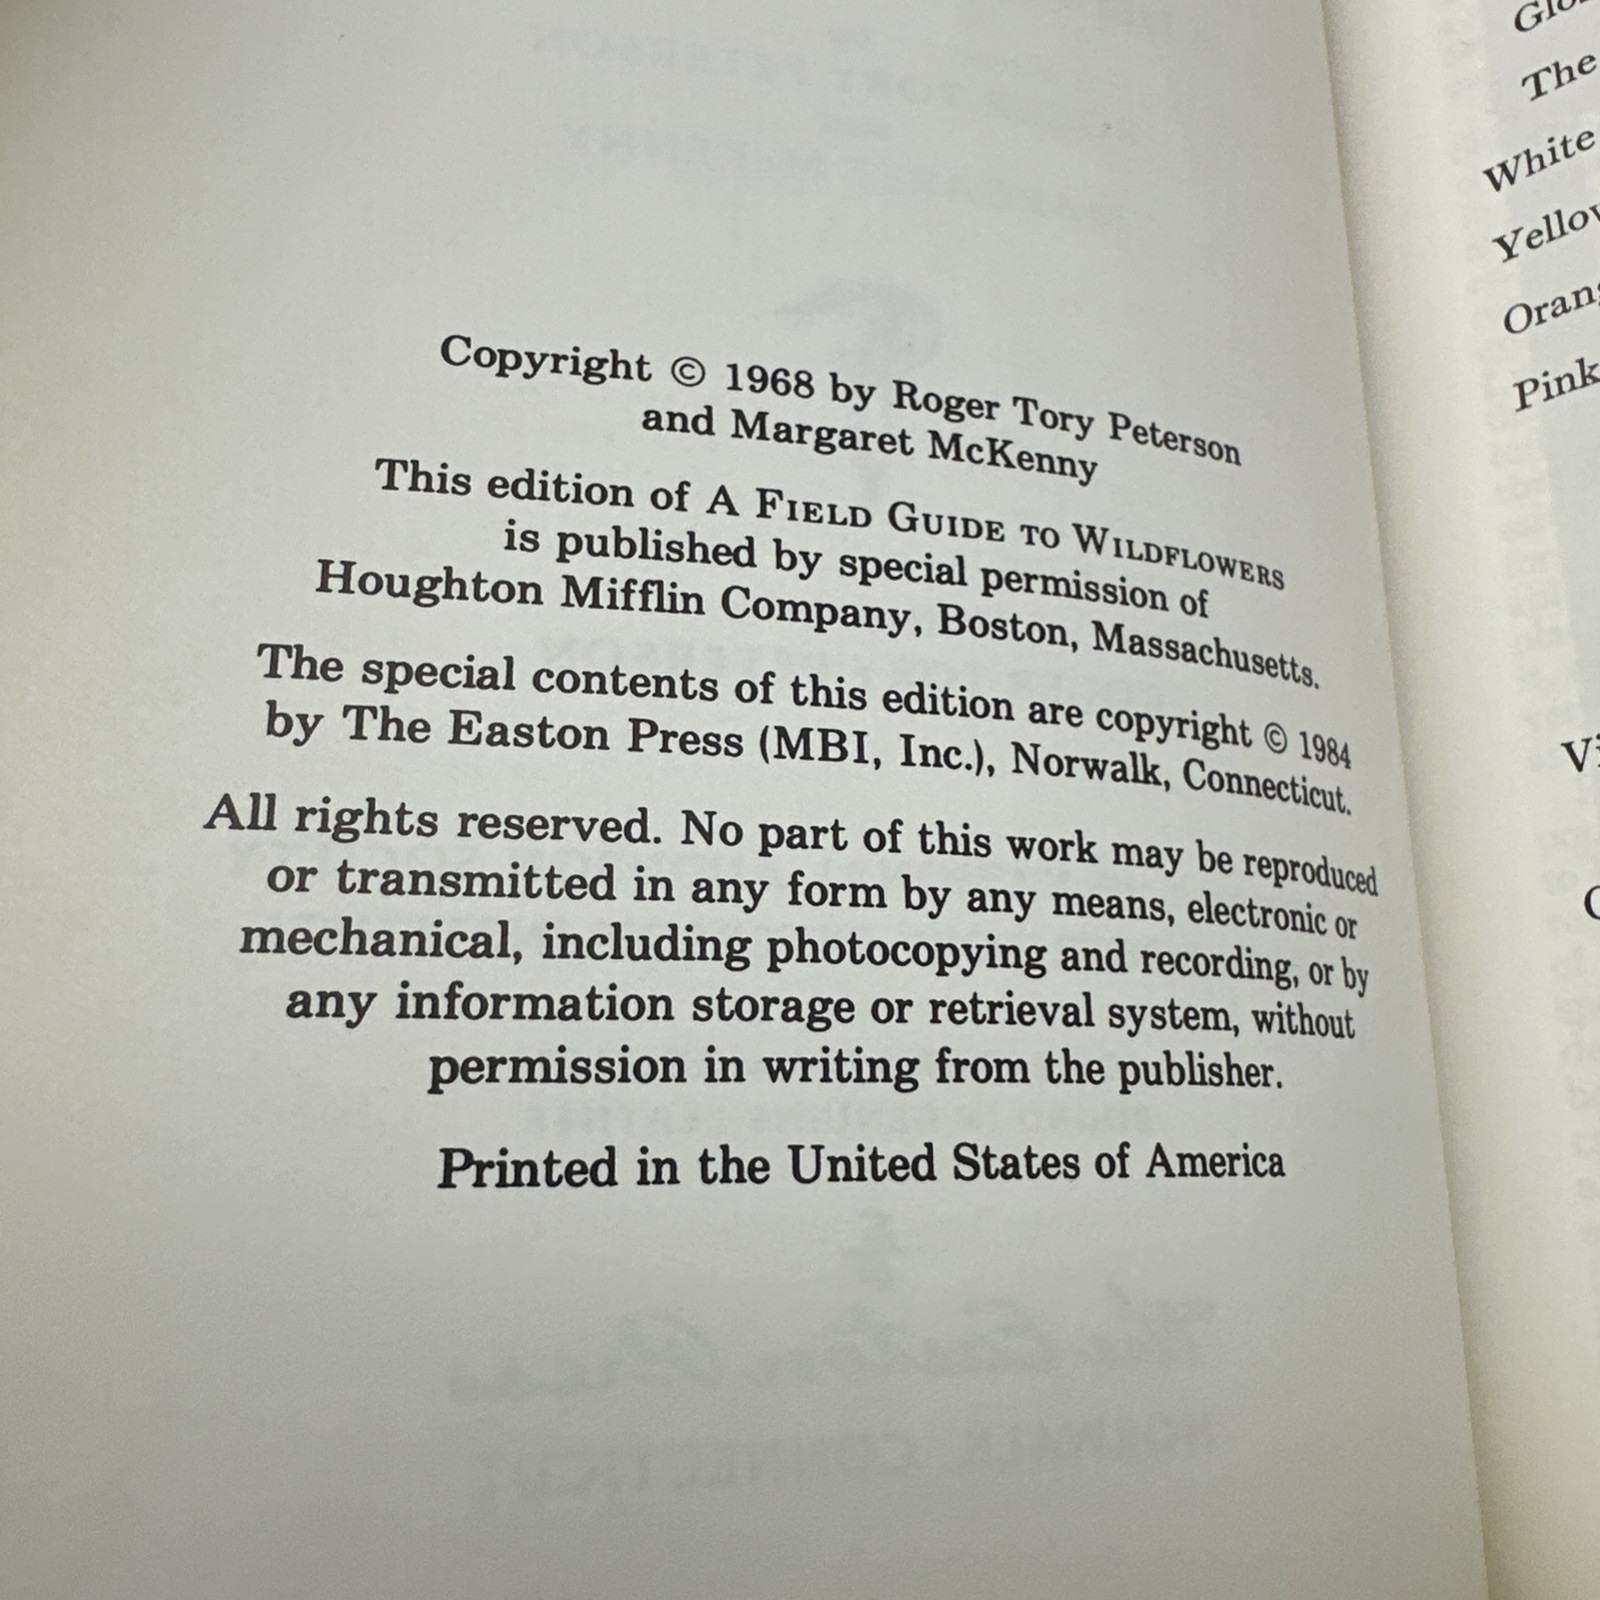 Copyright © 1968 by Roger Tory Peterson
and Margaret McKenny
This edition of A FIELD GUIDE TO WILDFLOWERS
is published by special permission of
Houghton Mifflin Company, Boston, Massachusetts.
The special contents of this edition are copyright © 1984
by The Easton Press (MBI, Inc.), Norwalk, Connecticut.
All rights reserved. No part of this work may be reproduced
or transmitted in any form by any means, electronic or
mechanical, including photocopying and recording, or by
any information storage or retrieval system, without
permission in writing from the publisher.
Printed in the United States of America
The
White
Pink